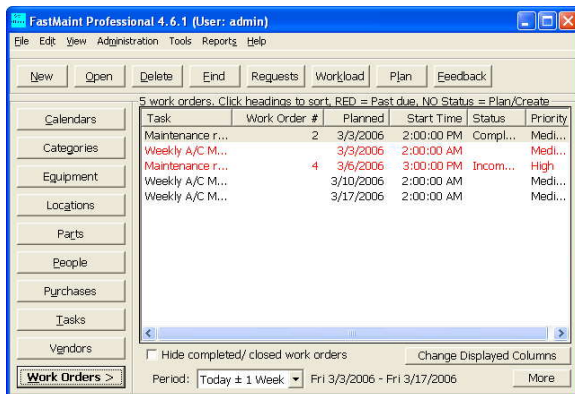 FastMaint Professional 4.6.1 (User: admin)
File Edit View Administration Tools Reports Help
New Open Delete Find Requests Workload Plan Feedback
5 work orders. Click headings to sort, RED = Past due, NO Status = Plan/Create
Calendars
Categories
Equipment
Locations
Parts
People
Purchases
Tasks
Vendors
Work Orders >
Task Work Order # Planned Start Time Status Priority
Maintenance r... 2 3/3/2006 2:00:00 PM Compl... Medi...
Weekly A/C M... 3/3/2006 2:00:00 AM Medi...
Maintenance r... 4 3/6/2006 3:00:00 PM Incom... High
Weekly A/C M... 3/10/2006 2:00:00 AM Medi...
Weekly A/C M... 3/17/2006 2:00:00 AM Medi...
Hide completed/ closed work orders Change Displayed Columns
Period: Today ± 1 Week Fri 3/3/2006 - Fri 3/17/2006 More